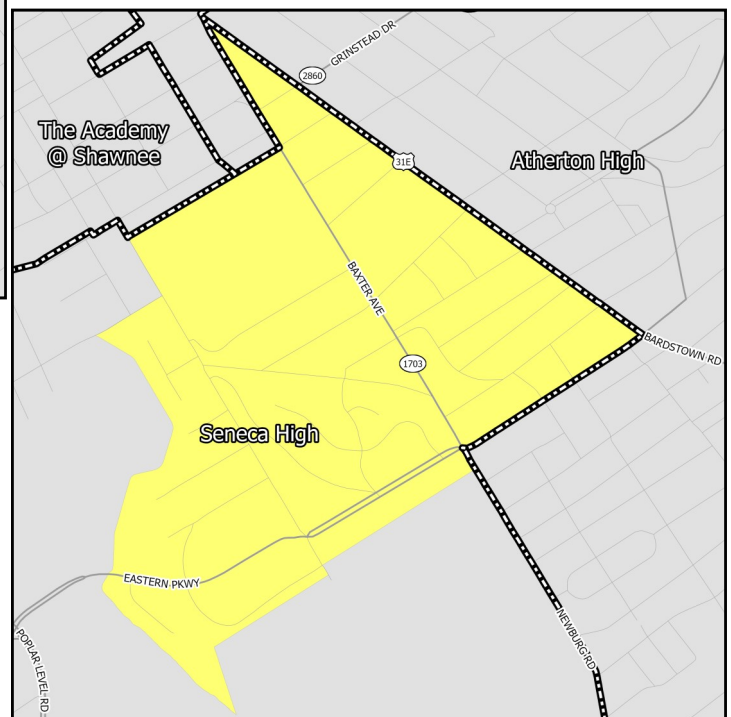 GRINSTEAD DR
2860
The Academy
@ Shawnee
31E
Atherton High
BAXTER AVE
BARDSTOWN RD
1703
Seneca High
EASTERN PKWY
NEWBURG RD
POPLAR LEVEL RD